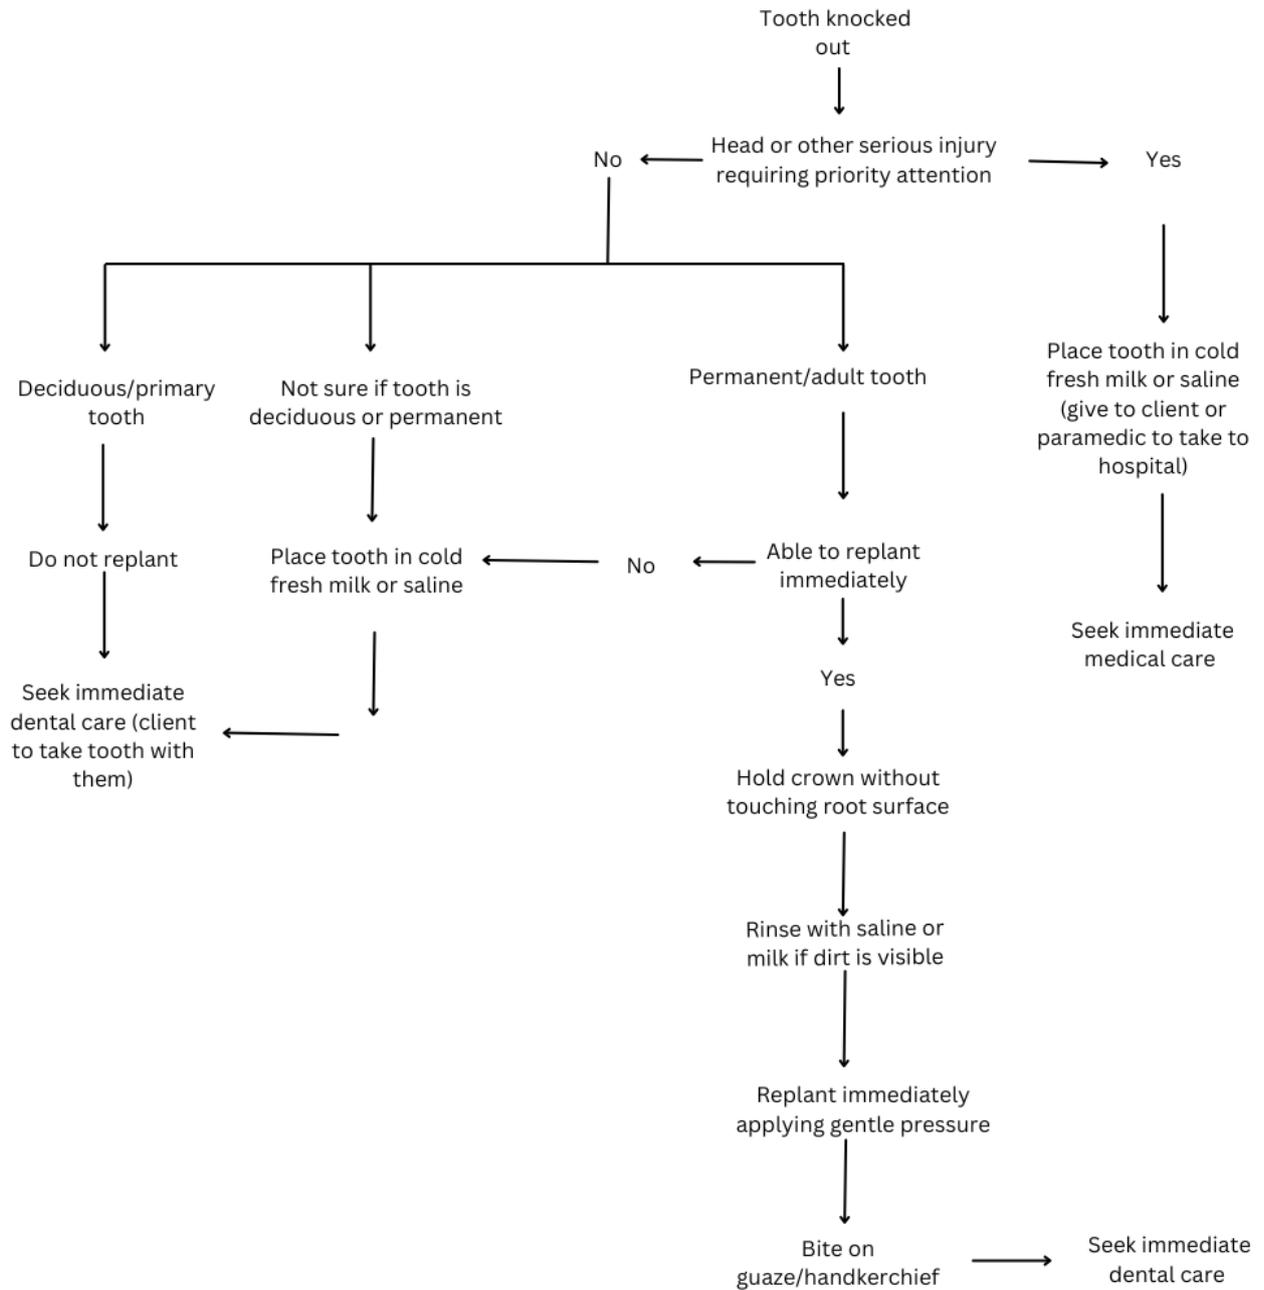 Tooth knocked
out
Head or other serious injury
requiring priority attention
No
Yes
Deciduous/primary
tooth
Not sure if tooth is
deciduous or permanent
Permanent/adult tooth
Place tooth in cold
fresh milk or saline
(give to client or
paramedic to take to
hospital)
Do not replant
Place tooth in cold
fresh milk or saline
No
Able to replant
immediately
Seek immediate
medical care
Yes
Seek immediate
dental care (client
to take tooth with
them)
Hold crown without
touching root surface
Rinse with saline or
milk if dirt is visible
Replant immediately
applying gentle pressure
Bite on
guaze/handkerchief
Seek immediate
dental care